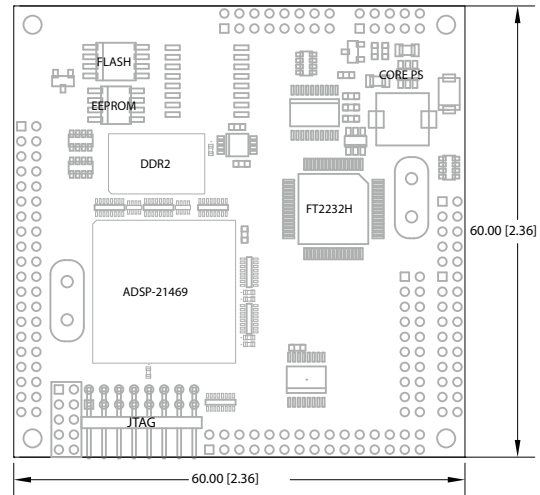 FLASH
CORE PS
EEPROM
DDR2
FT2232H
60.00 [2.36]
ADSP-21469
JTAG
60.00 [2.36]